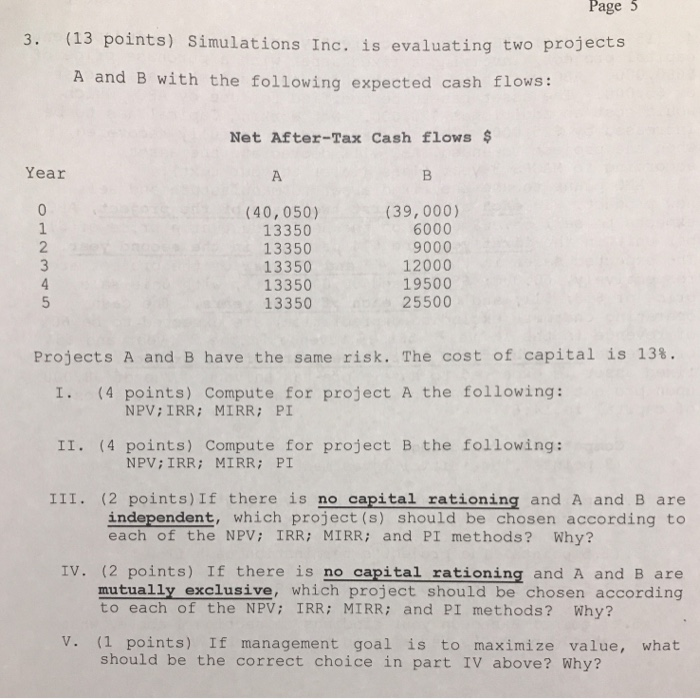 Page 5
3. (13 points) Simulations Inc. is evaluating two projects
A and B with the following expected cash flows:
Net After-Tax Cash flows $
Year A B
0 (40,050) (39,000)
1 13350 6000
2 13350 9000
3 13350 12000
4 13350 19500
5 13350 25500
Projects A and B have the same risk. The cost of capital is 13%.
I. (4 points) Compute for project A the following:
NPV; IRR; MIRR; PI
II. (4 points) Compute for project B the following:
NPV; IRR; MIRR; PI
III. (2 points) If there is no capital rationing and A and B are
independent, which project(s) should be chosen according to
each of the NPV; IRR; MIRR; and PI methods? Why?
IV. (2 points) If there is no capital rationing and A and B are
mutually exclusive, which project should be chosen according
to each of the NPV; IRR; MIRR; and PI methods? Why?
V. (1 points) If management goal is to maximize value, what
should be the correct choice in part IV above? Why?